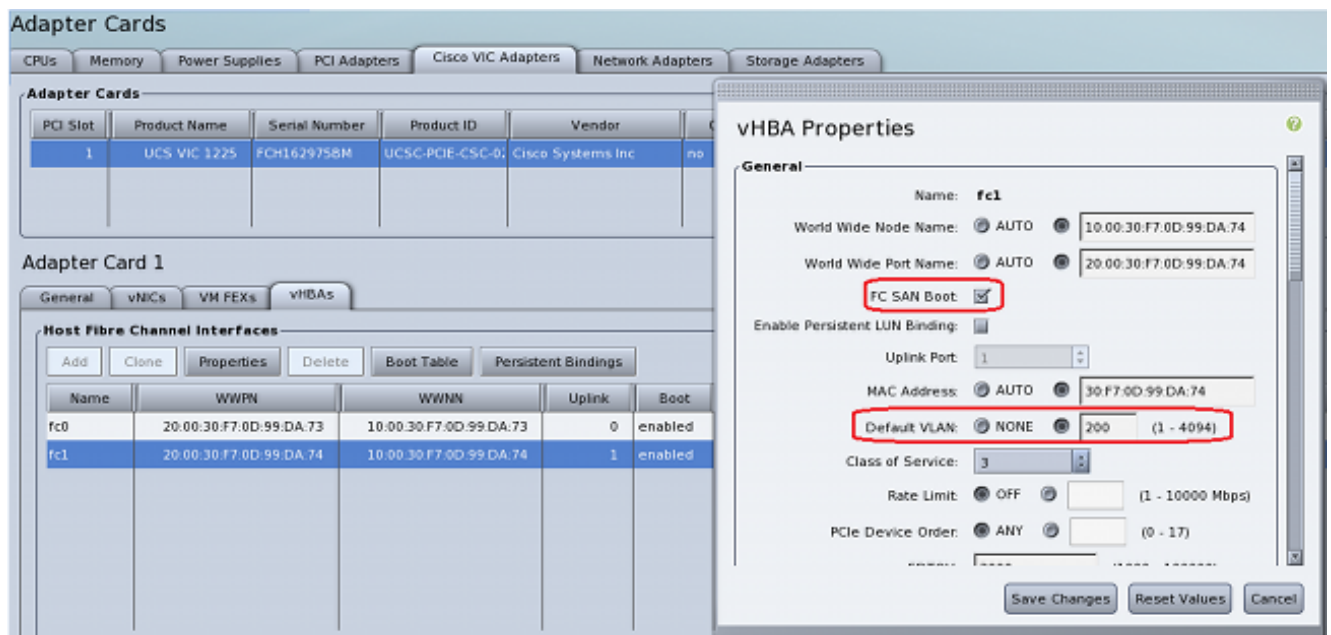 Adapter Cards
CPUs Memory Power Supplies PCI Adapters Cisco VIC Adapters Network Adapters Storage Adapters
Adapter Cards
PCI Slot Product Name Serial Number Product ID Vendor
1 UCS VIC 1225 FCH162975BM UCSC-PCIE-CSC-02 Cisco Systems Inc no
Adapter Card 1
General vNICs VM FEXs vHBAs
Host Fibre Channel Interfaces
Add Clone Properties Delete Boot Table Persistent Bindings
Name WWPN WWNN Uplink Boot
fc0 20:00:30:F7:0D:99:DA:73 10:00:30:F7:0D:99:DA:73 0 enabled
fc1 20:00:30:F7:0D:99:DA:74 10:00:30:F7:0D:99:DA:74 1 enabled
vHBA Properties
General
Name: fc1
World Wide Node Name: AUTO 10:00:30:F7:0D:99:DA:74
World Wide Port Name: AUTO 20:00:30:F7:0D:99:DA:74
FC SAN Boot:
Enable Persistent LUN Binding:
Uplink Port: 1
MAC Address: AUTO 30:F7:0D:99:DA:74
Default VLAN: NONE 200 (1 - 4094)
Class of Service: 3
Rate Limit: OFF (1 - 10000 Mbps)
PCIe Device Order: ANY (0 - 17)
Save Changes Reset Values Cancel